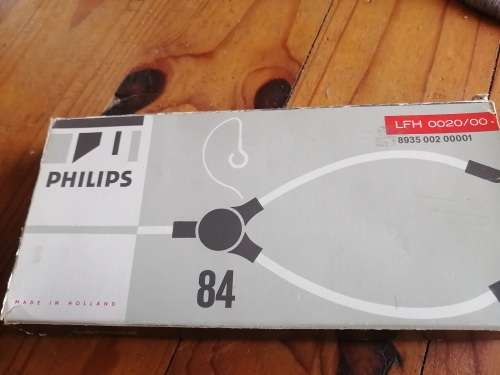 LFH 0020/00-
8935 002 00001
PHILIPS
84
MADE IN HOLLAND